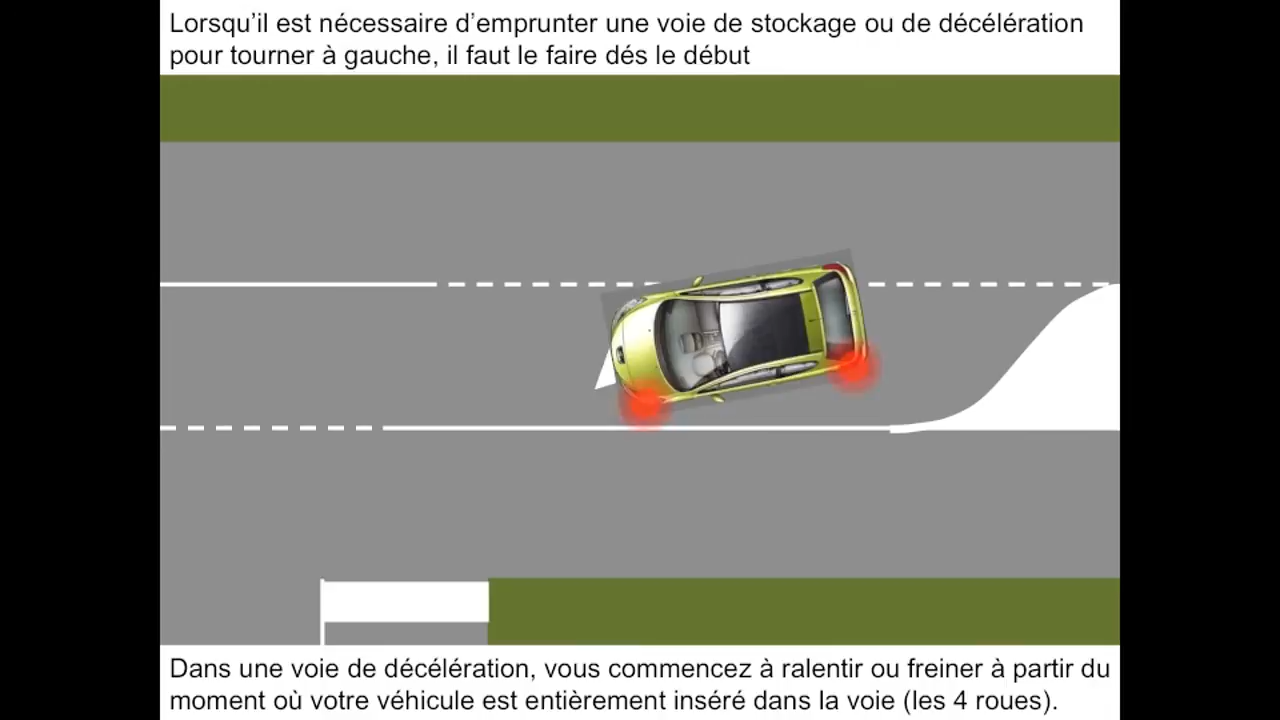 Lorsqu’il est nécessaire d’emprunter une voie de stockage ou de décélération
pour tourner à gauche, il faut le faire dés le début
Dans une voie de décélération, vous commencez à ralentir ou freiner à partir du
moment où votre véhicule est entièrement inséré dans la voie (les 4 roues).